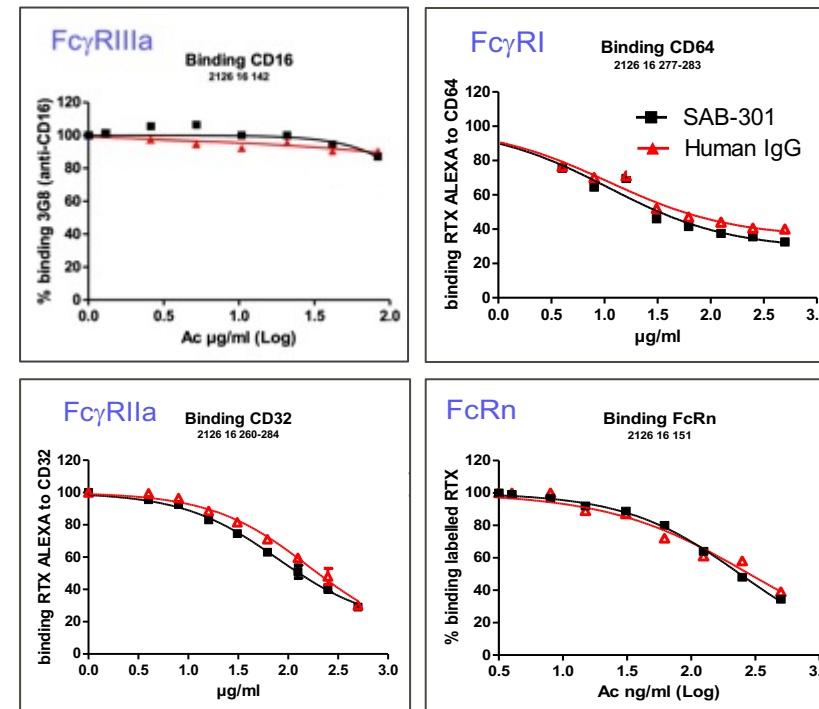 FcγRIIIa
Binding CD16
2126 16 142
% binding 3G8 (anti-CD16)
120
100
80
60
40
20
0
0.0 0.5 1.0 1.5 2.0
Ac µg/ml (Log)
FcγRI
Binding CD64
2126 16 277-283
binding RTX ALEXA to CD64
120
100
80
60
40
20
0
SAB-301
Human IgG
0.0 0.5 1.0 1.5 2.0 2.5 3.
µg/ml
FcγRIIa
Binding CD32
2126 16 260-284
binding RTX ALEXA to CD32
120
100
80
60
40
20
0
0.0 0.5 1.0 1.5 2.0 2.5 3.0
µg/ml
FcRn
Binding FcRn
2126 16 151
% binding labelled RTX
120
100
80
60
40
20
0
0.5 1.0 1.5 2.0 2.5 3.
Ac ng/ml (Log)